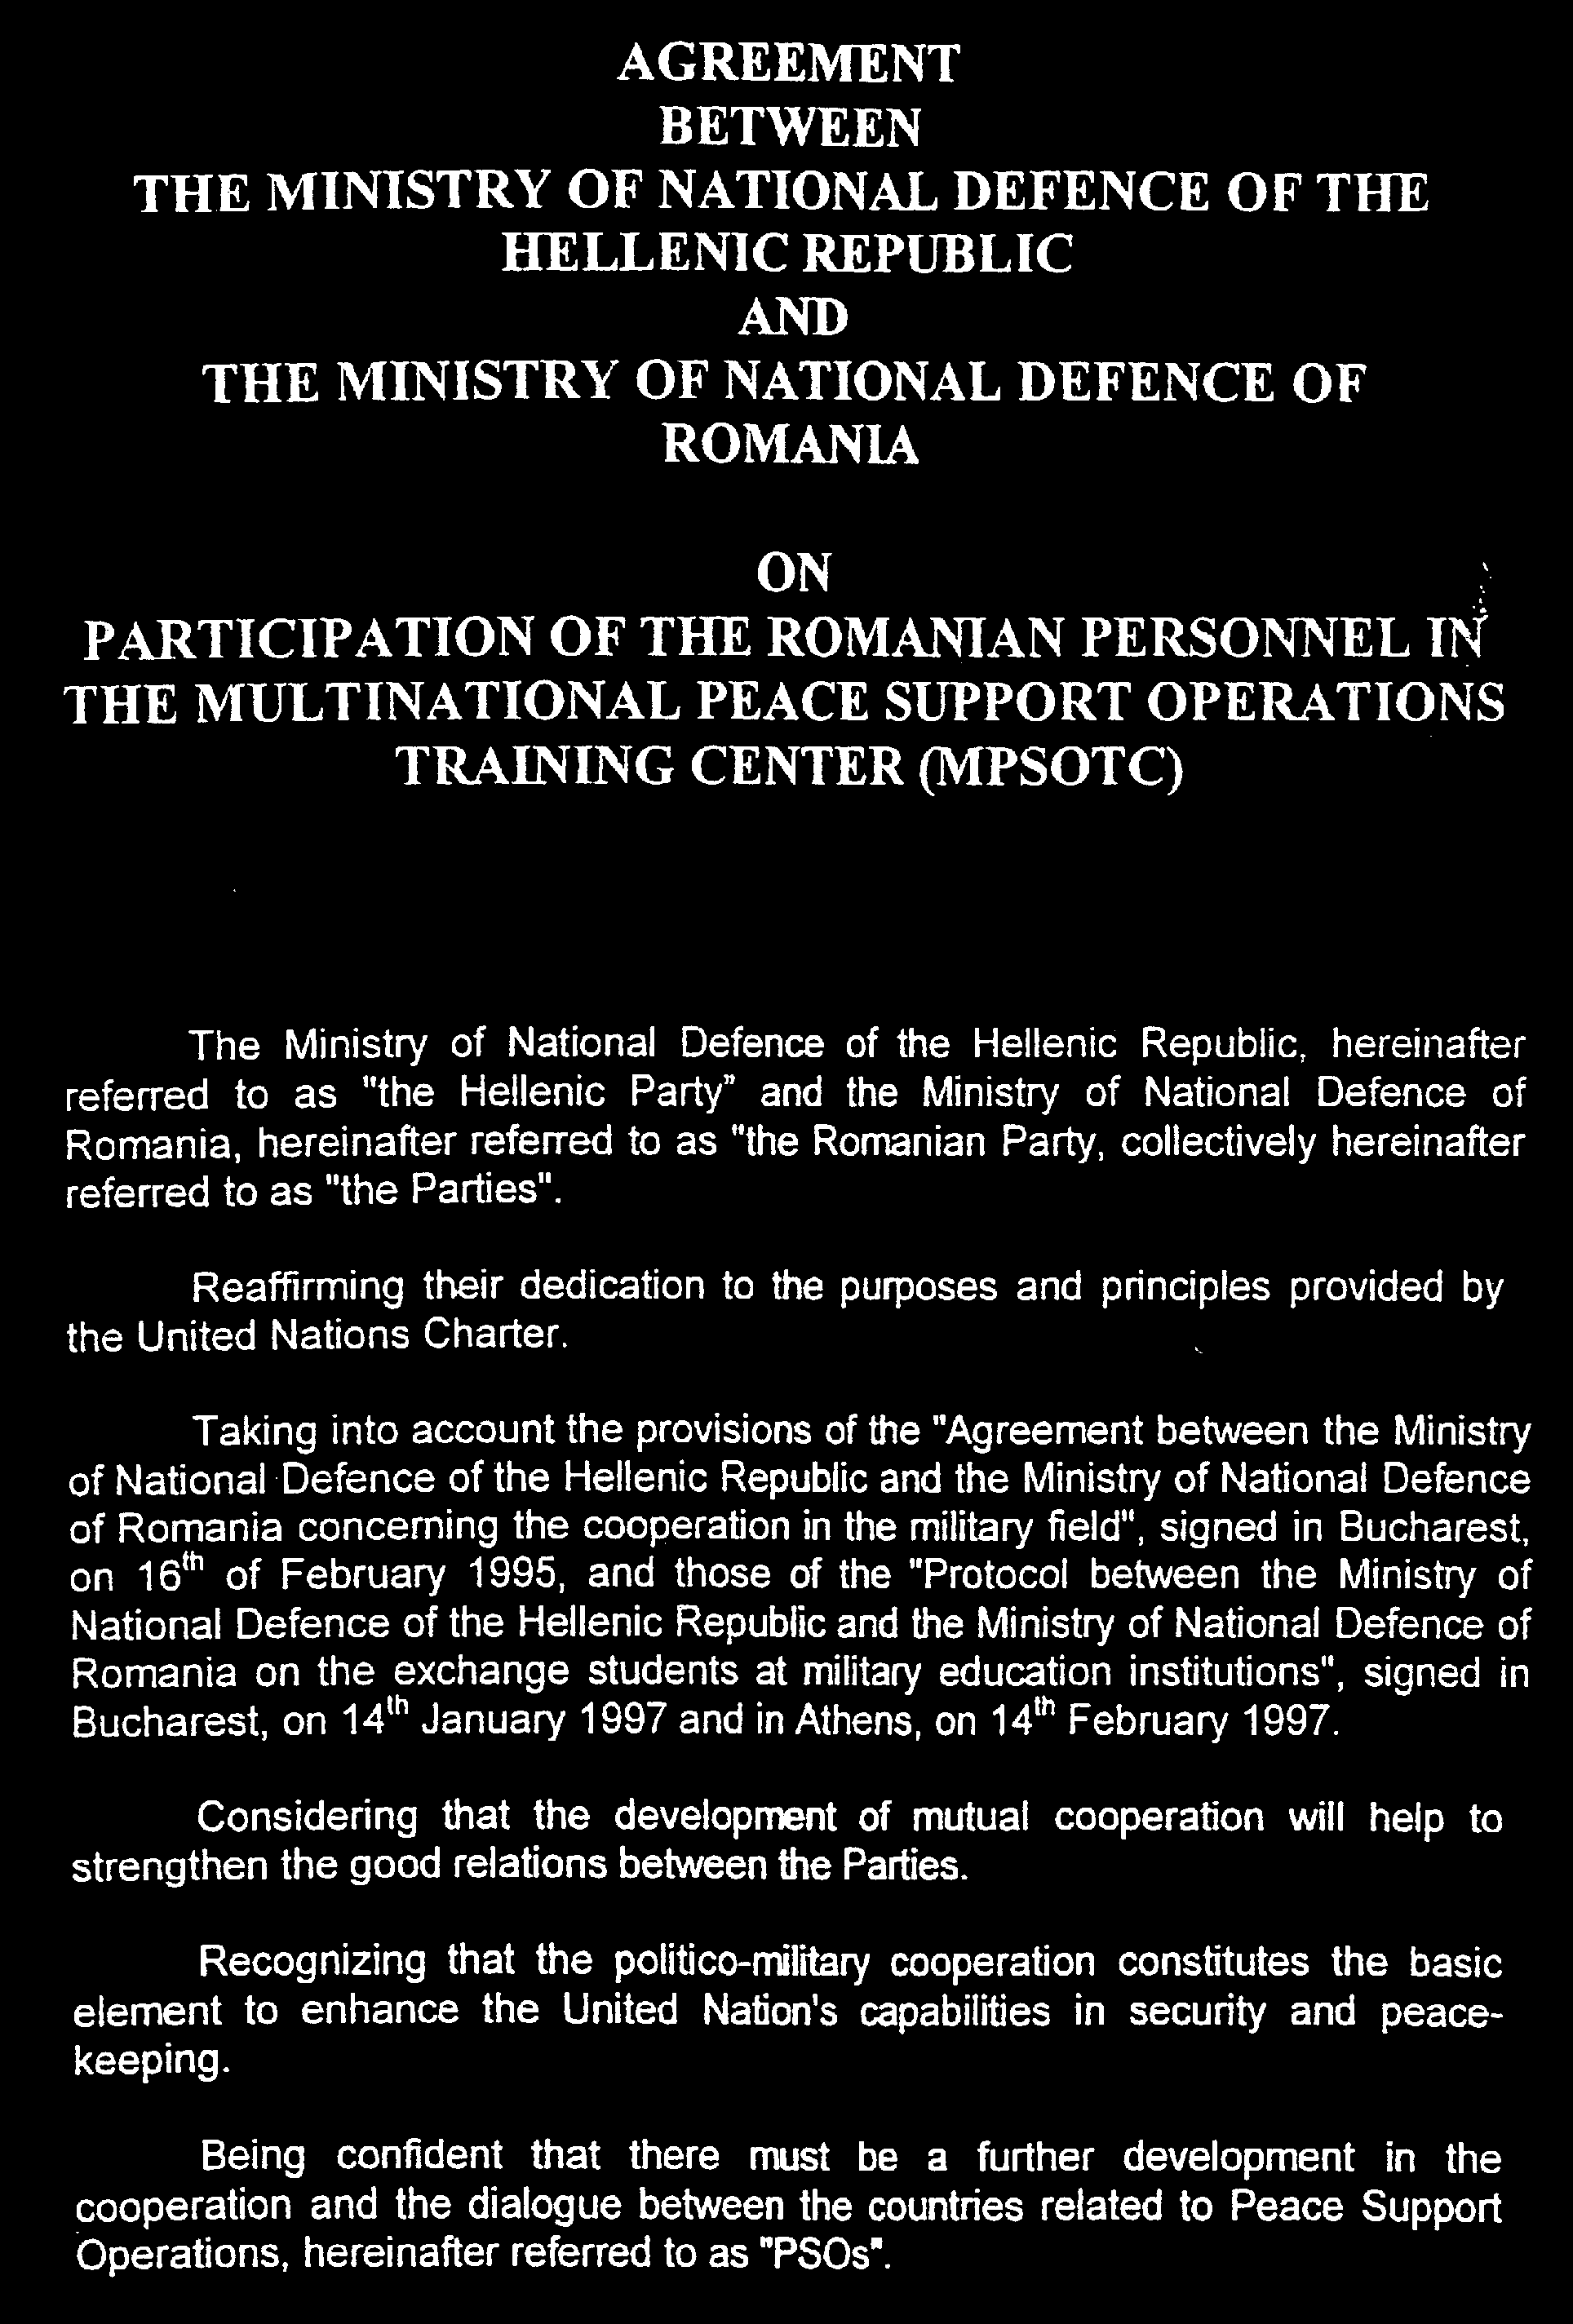 AGREEMENT
BETWEEN
THE MINISTRY OF NATIONAL DEFENCE OF THE
HELLENIC REPUBLIC
AND
THE MINISTRY OF NATIONAL DEFENCE OF
ROMANIA
ON
PARTICIPATION OF THE ROMANIAN PERSONNEL IN
THE MULTINATIONAL PEACE SUPPORT OPERATIONS
TRAINING CENTER (MPSOTC)
The Ministry of National Defence of the Hellenic Republic, hereinafter
referred to as "the Hellenic Party" and the Ministry of National Defence of
Romania, hereinafter referred to as "the Romanian Party, collectively hereinafter
referred to as "the Parties".
Reaffirming their dedication to the purposes and principles provided by
the United Nations Charter.
Taking into account the provisions of the "Agreement between the Ministry
of National Defence of the Hellenic Republic and the Ministry of National Defence
of Romania concerning the cooperation in the military field", signed in Bucharest,
on 16th of February 1995, and those of the "Protocol between the Ministry of
National Defence of the Hellenic Republic and the Ministry of National Defence of
Romania on the exchange students at military education institutions", signed in
Bucharest, on 14th January 1997 and in Athens, on 14th February 1997.
Considering that the development of mutual cooperation will help to
strengthen the good relations between the Parties.
Recognizing that the politico-military cooperation constitutes the basic
element to enhance the United Nation's capabilities in security and peace-
keeping.
Being confident that there must be a further development in the
cooperation and the dialogue between the countries related to Peace Support
Operations, hereinafter referred to as "PSOs".